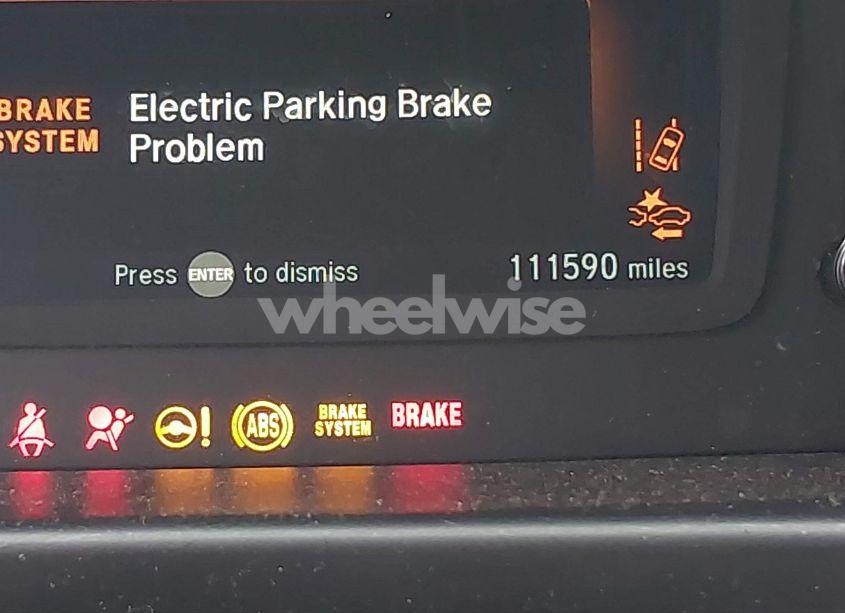 BRAKE
SYSTEM
Electric Parking Brake
Problem
Press ENTER to dismiss
111590 miles
wheelwise
ABS
BRAKE
SYSTEM
BRAKE